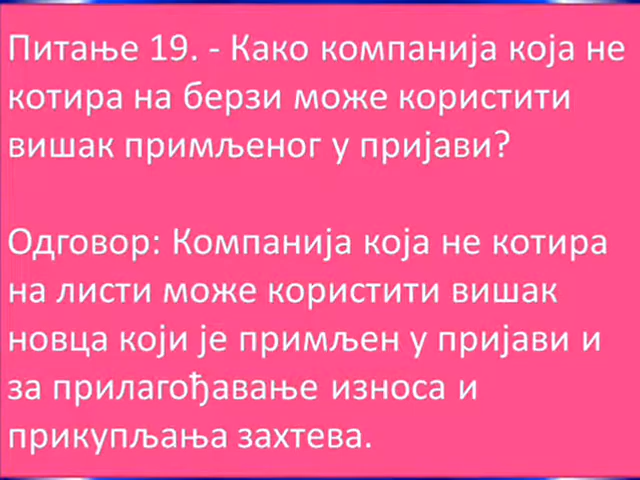 Питање 19. - Како компанија која не
котира на берзи може користити
вишак примљеног у пријави?
Одговор: Компанија која не котира
на листи може користити вишак
новца који је примљен у пријави и
за прилагођавање износа и
прикупљања захтева.